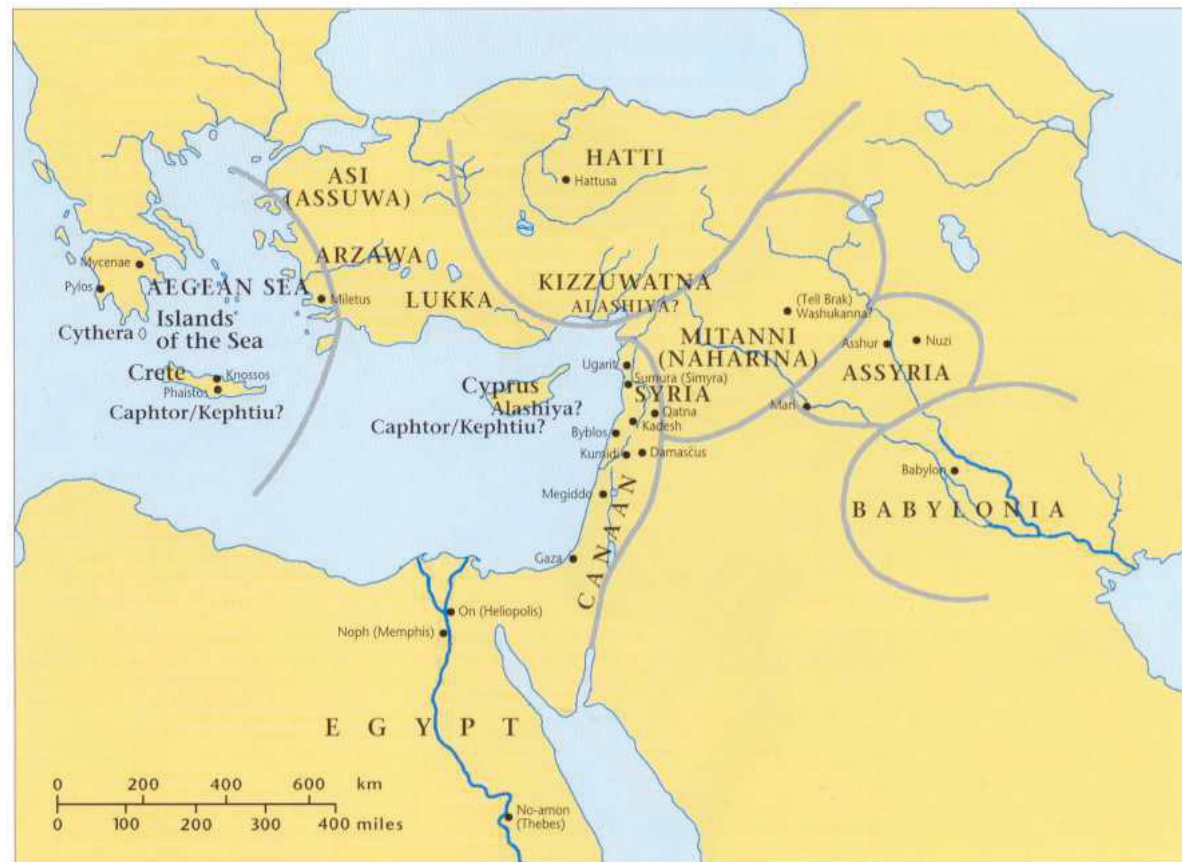 HATTI
Hattusa
ASI
(ASSUWA)
ARZAWA
LUKKA
KIZZUWATNA
ALASHIYA?
Mycenae
Pylos
AEGEAN SEA
Miletus
Cythera
Islands
of the Sea
Crete
Knossos
Phaistos
Caphtor/Kephtiu?
Cyprus
Alashiya?
Caphtor/Kephtiu?
(Tell Brak)
Washukanna?
MITANNI
(NAHARINA)
Asshur
Nuzi
ASSYRIA
Ugarit
Sumura (Simyra)
SYRIA
Qatna
Kadesh
Mari
Byblos
Kumidi
Damascus
Babylon
BABYLONIA
Megiddo
CANAAN
Gaza
On (Heliopolis)
Noph (Memphis)
EGYPT
No-amon
(Thebes)
0 200 400 600 km
0 100 200 300 400 miles